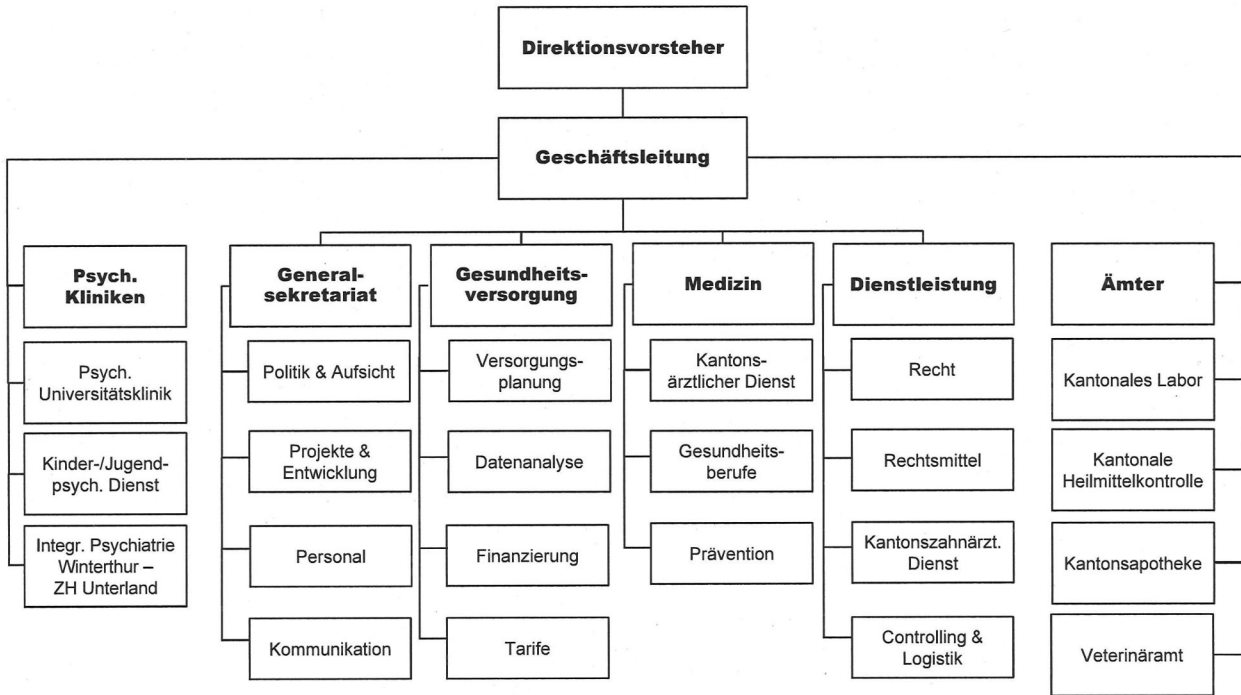 Direktionsvorsteher
Geschäftsleitung
Psych.
Kliniken
Psych.
Universitätsklinik
Kinder-/Jugend-
psych. Dienst
Integr. Psychiatrie
Winterthur –
ZH Unterland
General-
sekretariat
Politik & Aufsicht
Projekte &
Entwicklung
Personal
Kommunikation
Gesundheits-
versorgung
Versorgungs-
planung
Datenanalyse
Finanzierung
Tarife
Medizin
Kantons-
ärztlicher Dienst
Gesundheits-
berufe
Prävention
Dienstleistung
Recht
Rechtsmittel
Kantonszahnärzt.
Dienst
Controlling &
Logistik
Ämter
Kantonales Labor
Kantonale
Heilmittelkontrolle
Kantonsapotheke
Veterinäramt